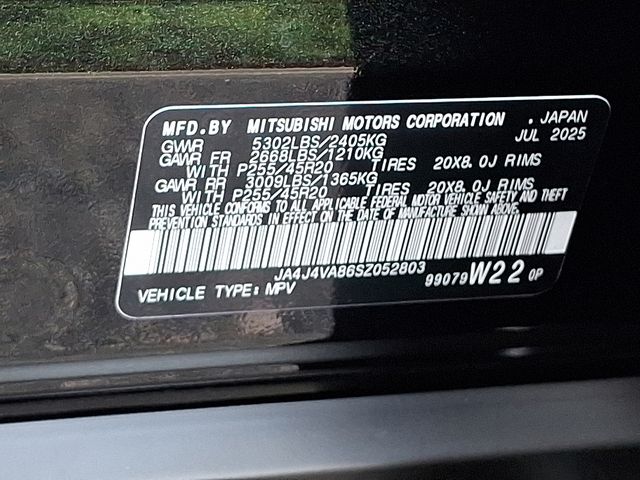 MFD.BY MITSUBISHI MOTORS CORPORATION . JAPAN
GVWR 5302LBS/2405KG JUL 2025
GAWR FR 2668LBS/1210KG
WITH P255/45R20 TIRES 20X8.0J RIMS
GAWR RR 3009LBS/1365KG
WITH P255/45R20 TIRES 20X8.0J RIMS
THIS VEHICLE CONFORMS TO ALL APPLICABLE FEDERAL MOTOR VEHICLE SAFETY AND THEFT
PREVENTION STANDARDS IN EFFECT ON THE DATE OF MANUFACTURE SHOWN ABOVE.
JA4J4VA86SZ052803
VEHICLE TYPE: MPV 99079W22 0P